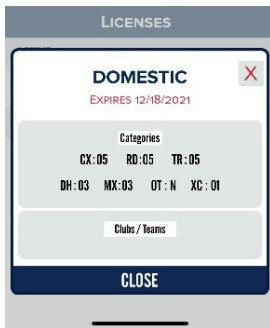 LICENSES
DOMESTIC
X
EXPIRES 12/18/2021
Categories
CX:05 RD:05 TR:05
DH:03 MX:03 OT: N XC: 01
Clubs / Teams
CLOSE